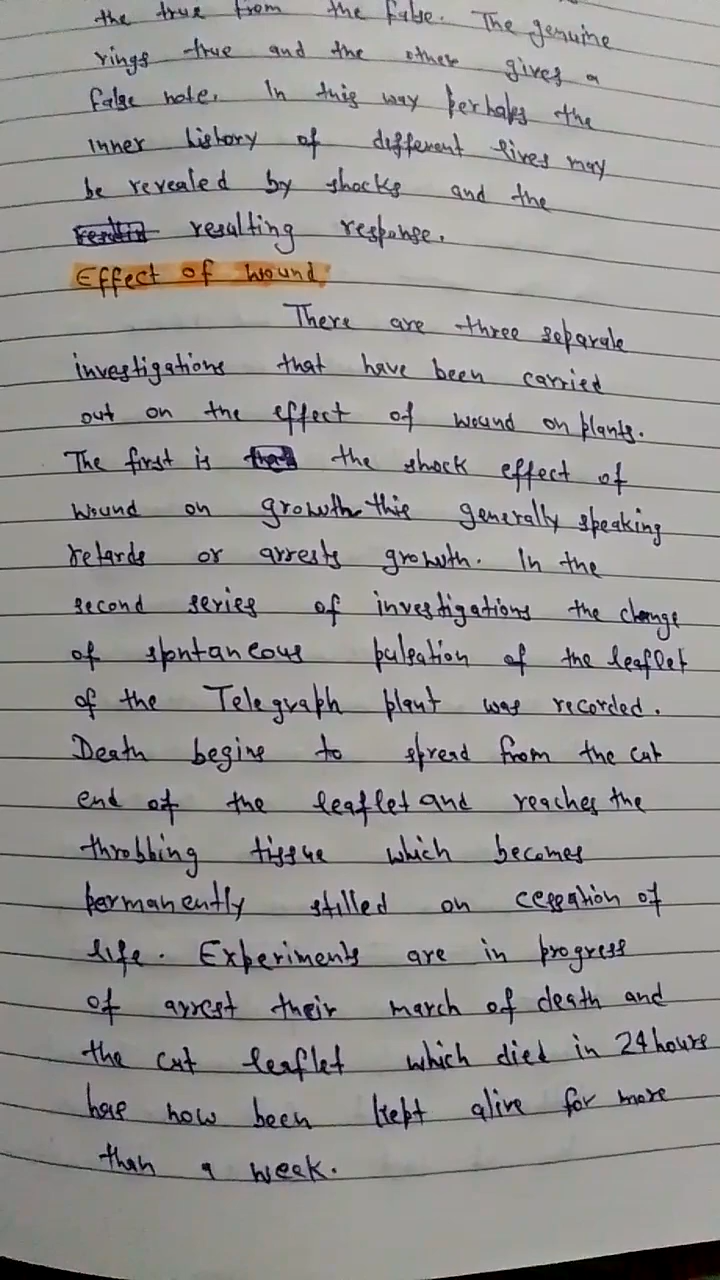 the true from the false. The genuine
rings true and the other gives a
false note. In this way perhaps the
inner history of different lives may
be revealed by shocks and the
resulting response.
Effect of wound:
There are three separale
investigations that have been carried
out on the effect of wound on plants.
The first is the shock effect of
wound on growth this generally speaking
retards or arrests growth. In the
second series of investigations the change
of spontaneous pulsation of the leaflet
of the Telegraph plant was recorded.
Death begins to spread from the cut
end of the leaflet and reaches the
throbbing tissue which becomes
permanently stilled on cessation of
life. Experiments are in progress
of arrest their march of death and
the cut leaflet which died in 24 hours
has now been kept alive for more
than a week.